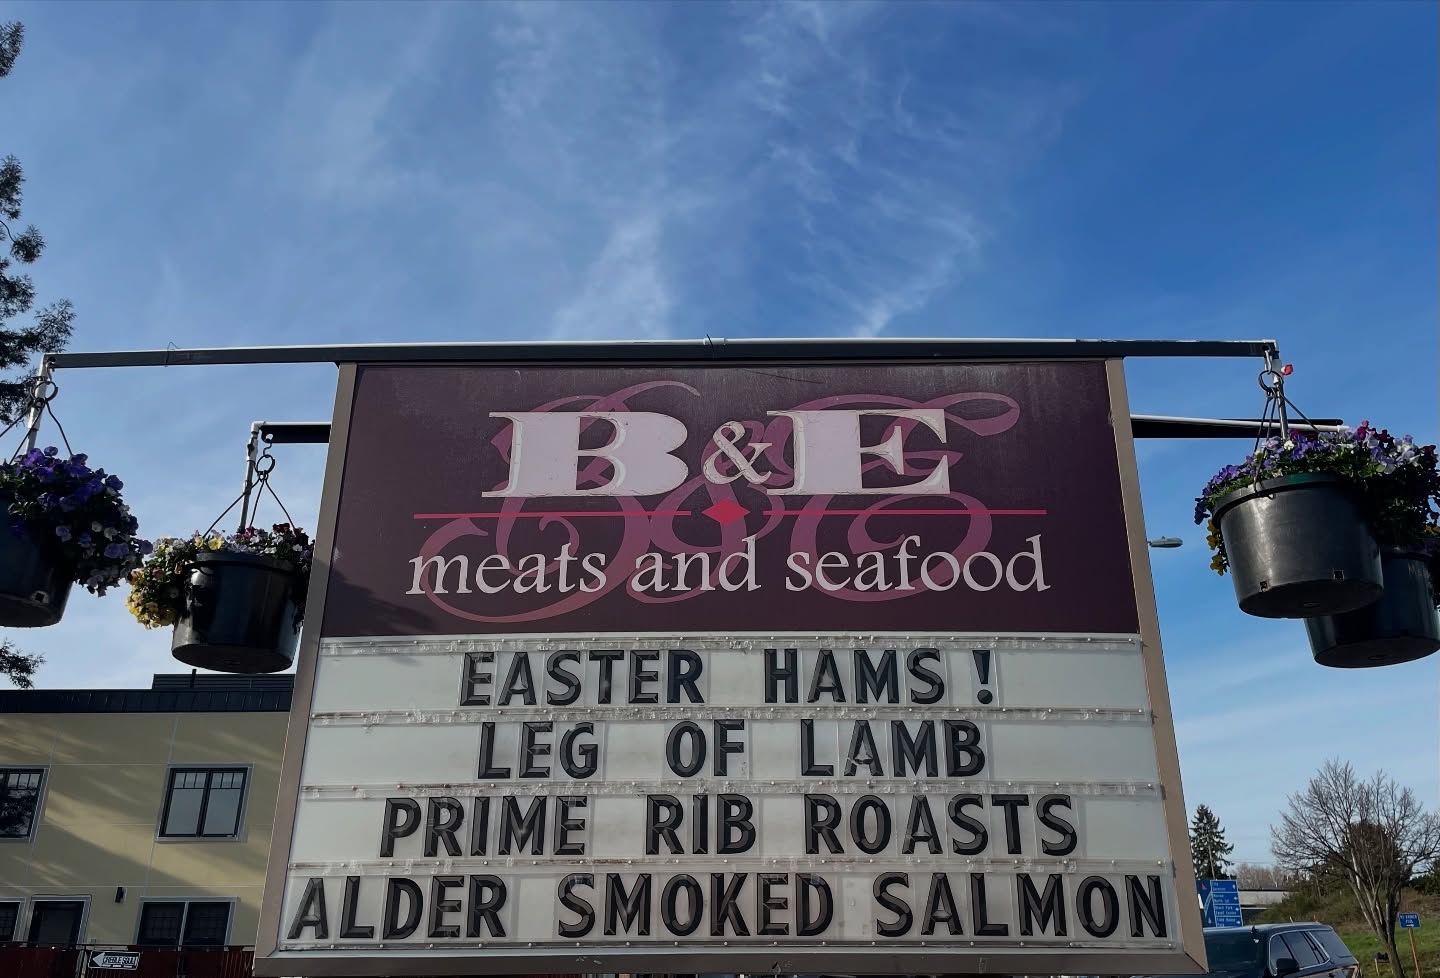 B&E
meats and seafood
EASTER HAMS!
LEG OF LAMB
PRIME RIB ROASTS
ALDER SMOKED SALMON